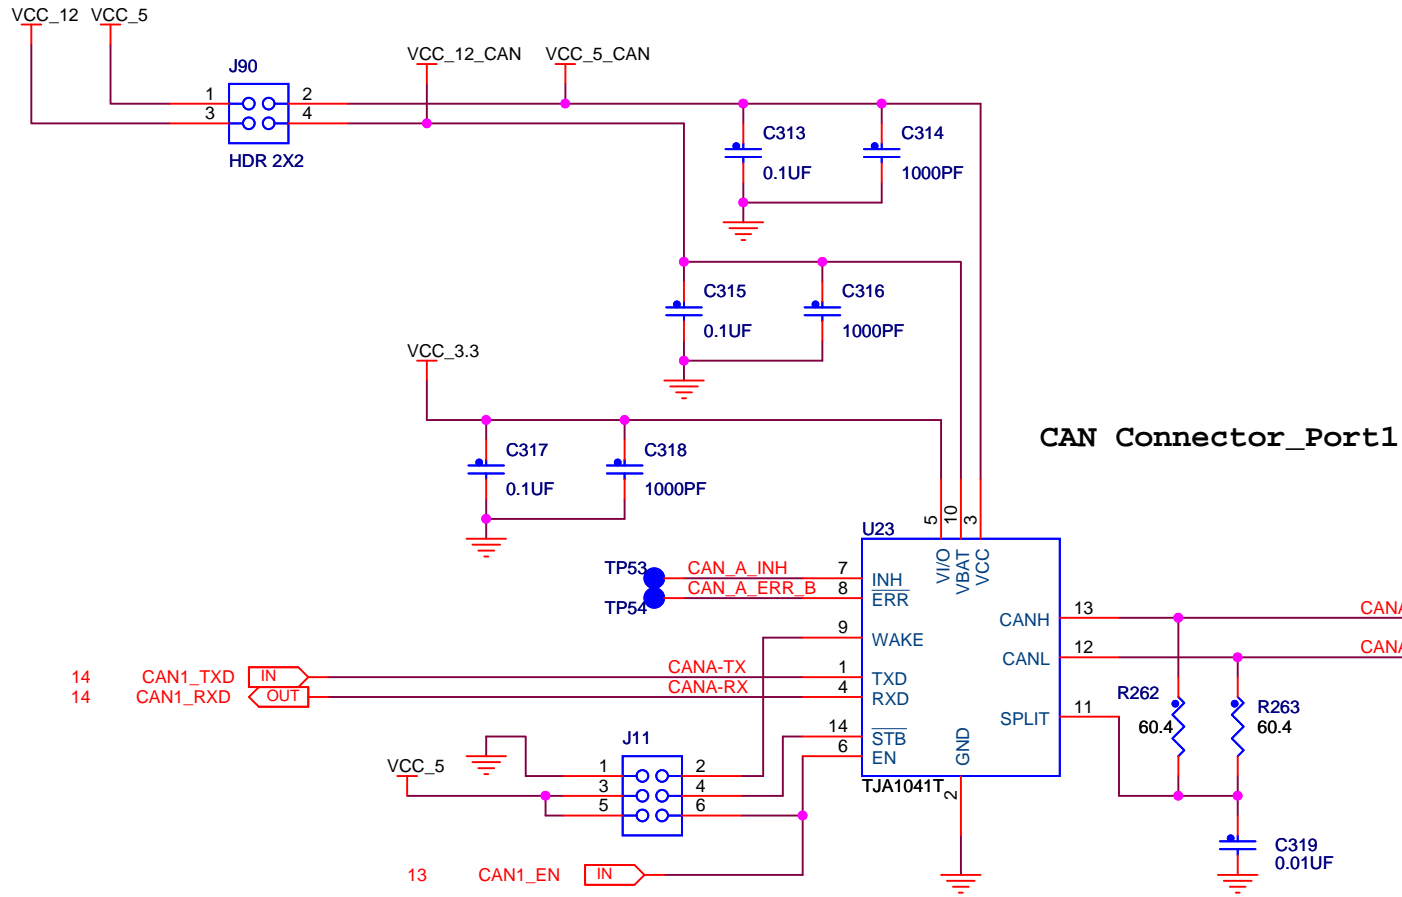 VCC_12 VCC_5
VCC_12_CAN VCC_5_CAN
J90
1 2
3 4
HDR 2X2
C313
0.1UF
C314
1000PF
C315
0.1UF
C316
1000PF
VCC_3.3
C317
0.1UF
C318
1000PF
CAN Connector_Port1
U23
5 10 3
VI/O VBAT VCC
TP53 CAN_A_INH 7 INH
TP54 CAN_A_ERR_B 8 ERR
9 WAKE
14 CAN1_TXD IN CANA-TX 1 TXD
14 CAN1_RXD OUT CANA-RX 4 RXD
14 STB
6 EN
CANH 13 CANA
CANL 12 CANA
SPLIT 11
GND
2
TJA1041T
R262
60.4
R263
60.4
J11
VCC_5
1 2
3 4
5 6
13 CAN1_EN IN
C319
0.01UF